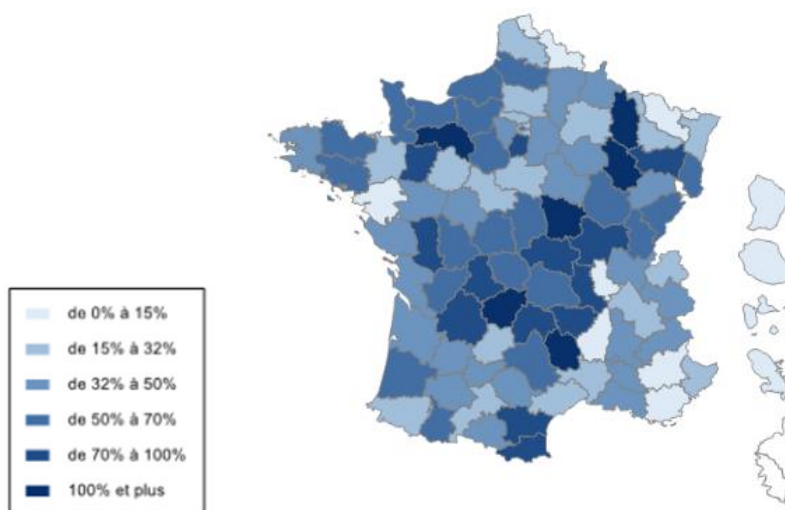 de 0% à 15%
de 15% à 32%
de 32% à 50%
de 50% à 70%
de 70% à 100%
100% et plus